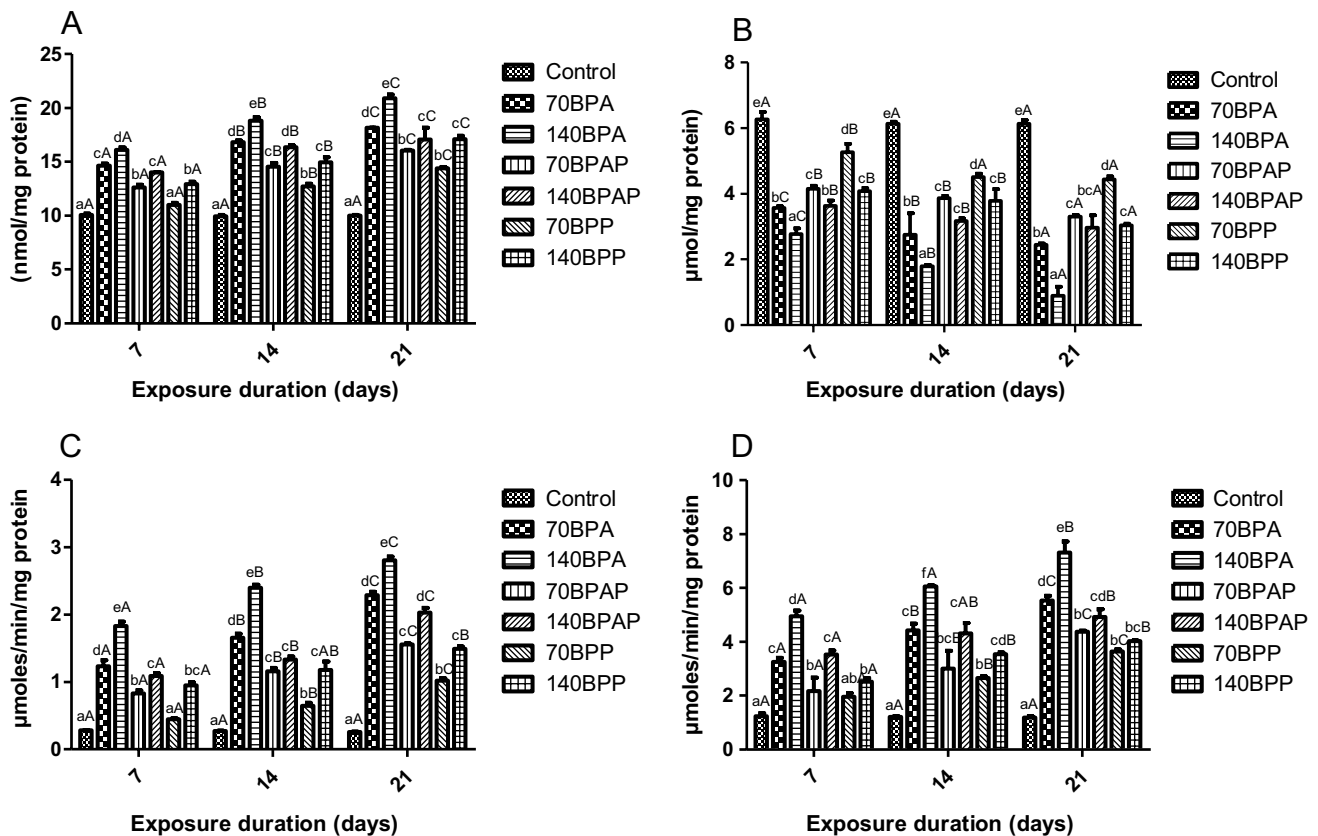 A
(nmol/mg protein)
25
20
15
10
5
0
aA cA dA bA cA aA bA
aA dB eB cB dB bB cB
aA dC eC bC cC bC cC
7 14 21
Exposure duration (days)
Control
70BPA
140BPA
70BPAP
140BPAP
70BPP
140BPP
B
µmol/mg protein)
8
6
4
2
0
eA bC aC cB bB dB cB
eA bB aB cB cB dA cB
eA bA aA cA bcA dA cA
7 14 21
Exposure duration (days)
Control
70BPA
140BPA
70BPAP
140BPAP
70BPP
140BPP
C
µmoles/min/mg protein
4
3
2
1
0
aA dA eA bA cA aA bcA
aA dB eB cB cB bB cAB
aA dC eC cC dC bC cB
7 14 21
Exposure duration (days)
Control
70BPA
140BPA
70BPAP
140BPAP
70BPP
140BPP
D
µmoles/min/mg protein
10
8
6
4
2
0
aA cA dA bA cA abA bA
aA cB fA bcB cAB bB cdB
aA dC eB bC cdB bC bcB
7 14 21
Exposure duration (days)
Control
70BPA
140BPA
70BPAP
140BPAP
70BPP
140BPP